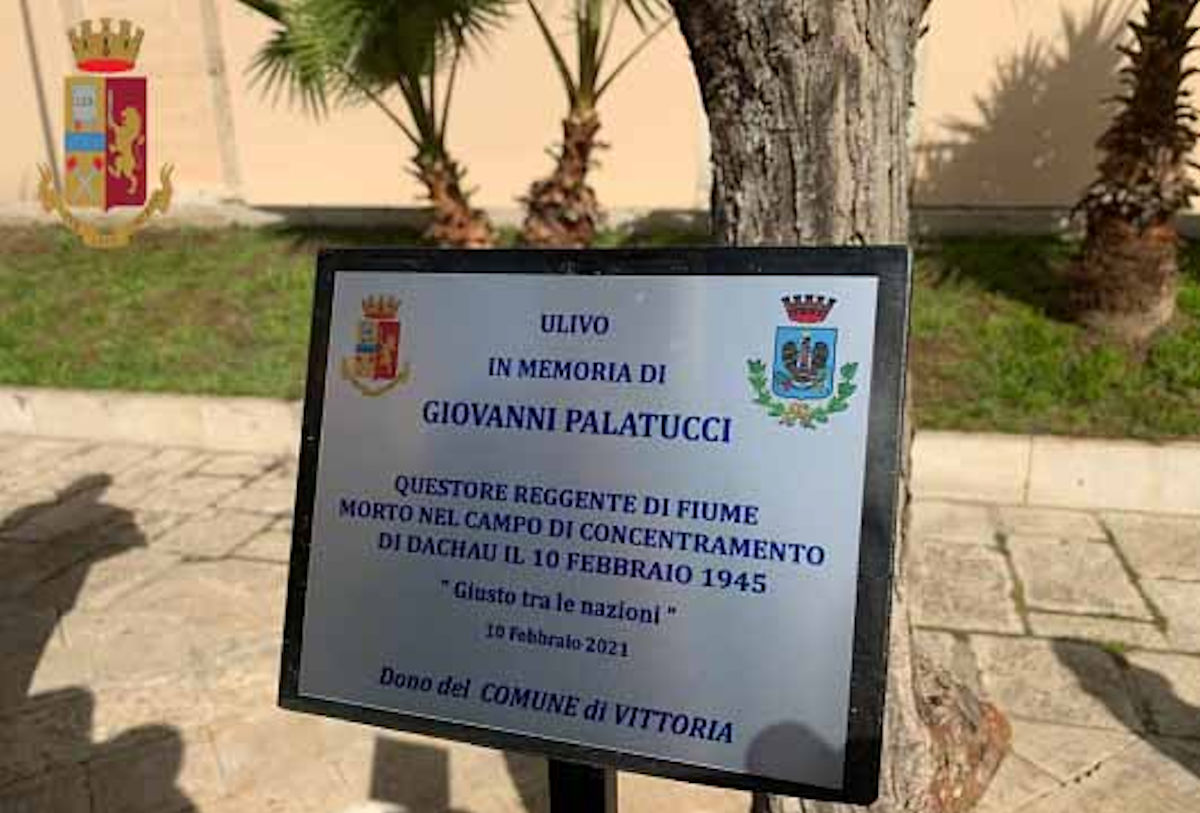 ULIVO
IN MEMORIA DI
GIOVANNI PALATUCCI
QUESTORE REGGENTE DI FIUME
MORTO NEL CAMPO DI CONCENTRAMENTO
DI DACHAU IL 10 FEBBRAIO 1945
" Giusto tra le nazioni "
10 Febbraio 2021
Dono del COMUNE di VITTORIA